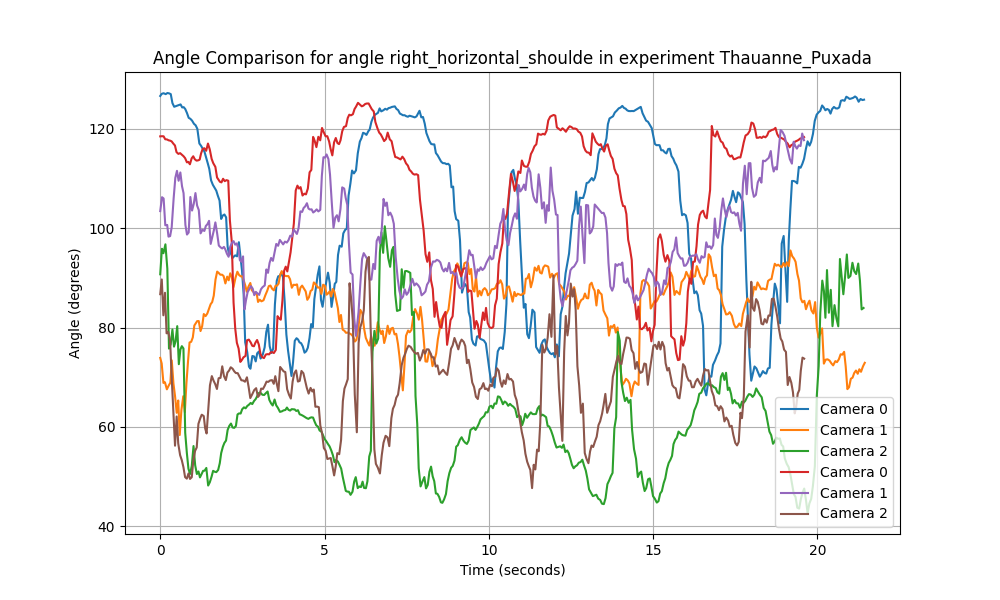 Angle Comparison for angle right_horizontal_shoulde in experiment Thauanne_Puxada
Angle (degrees)
120
100
80
60
40
0
5
10
15
20
Time (seconds)
Camera 0
Camera 1
Camera 2
Camera 0
Camera 1
Camera 2